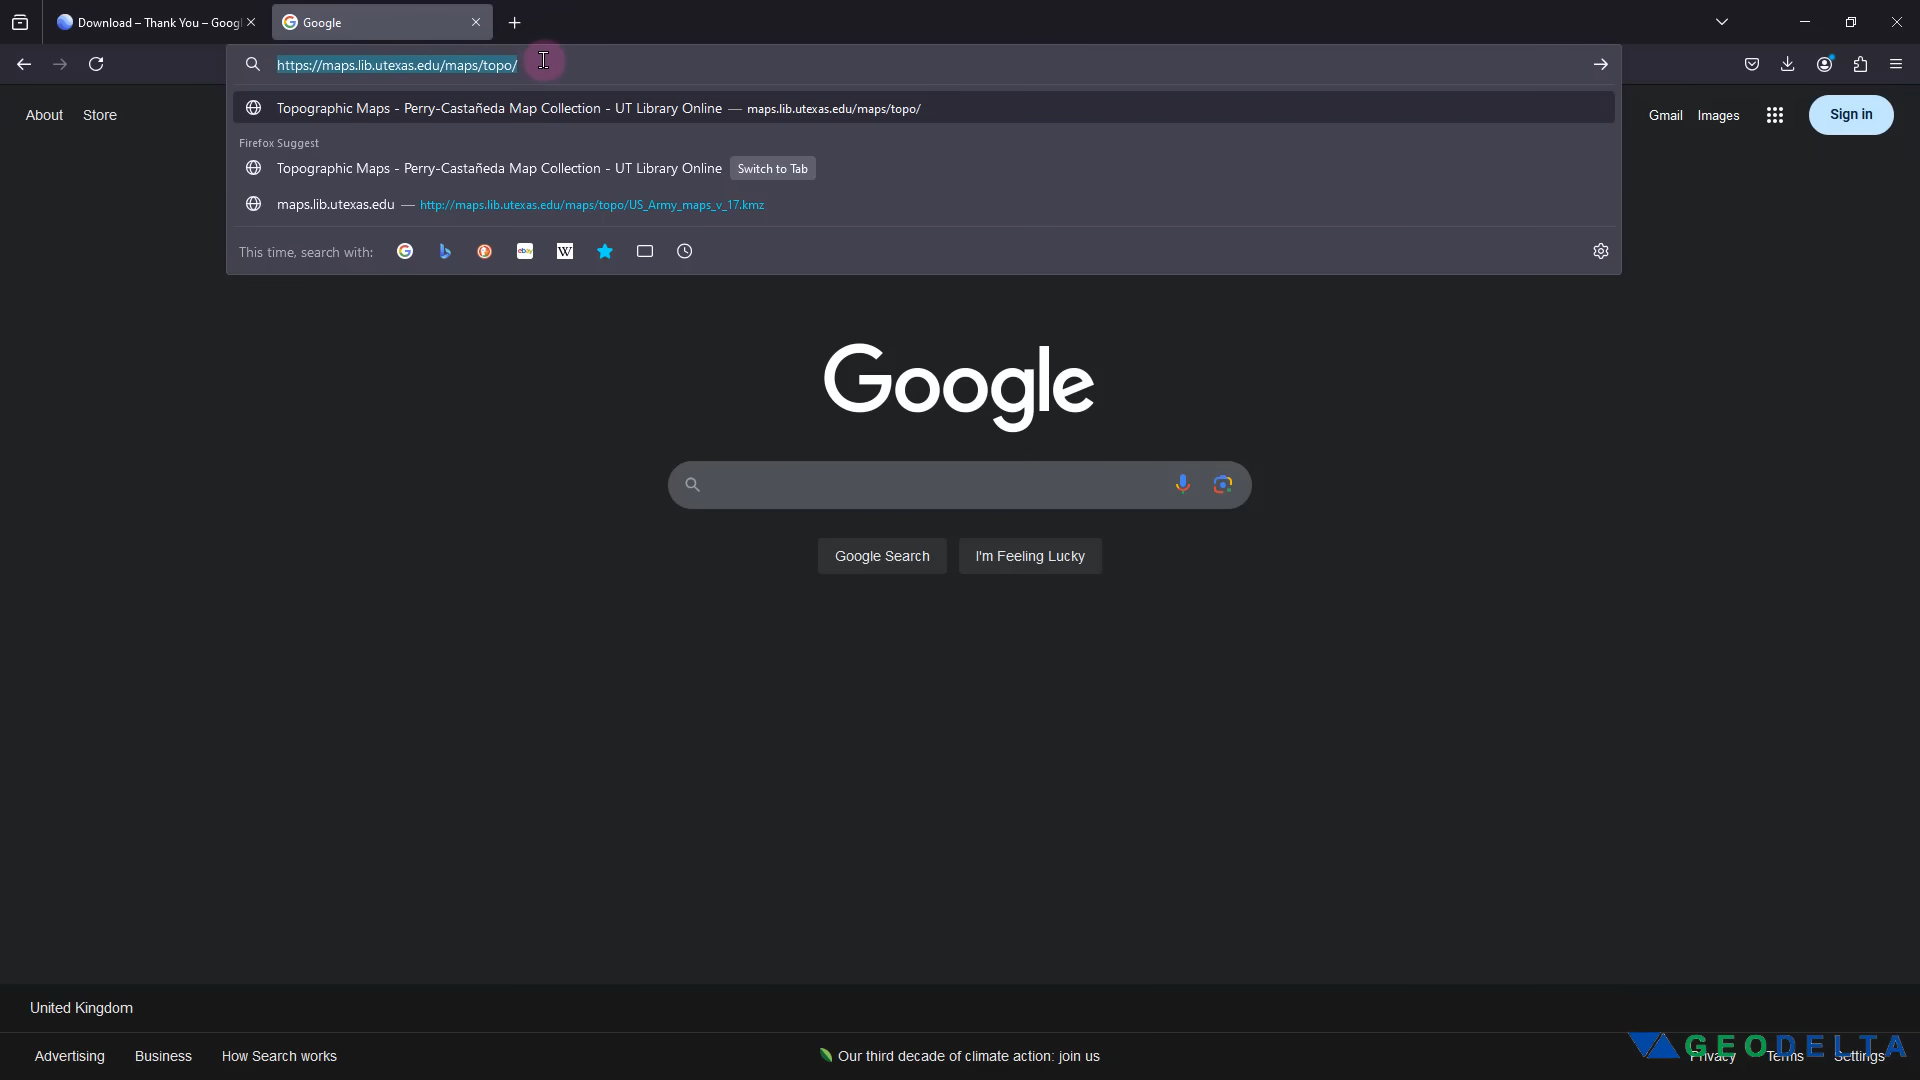 Download – Thank You – Googl
Google
https://maps.lib.utexas.edu/maps/topo/
Topographic Maps - Perry-Castañeda Map Collection - UT Library Online — maps.lib.utexas.edu/maps/topo/
Firefox Suggest
Topographic Maps - Perry-Castañeda Map Collection - UT Library Online Switch to Tab
maps.lib.utexas.edu — http://maps.lib.utexas.edu/maps/topo/US_Army_maps_v_17.kmz
This time, search with:
ebay
W
About Store
Gmail Images Sign in
Google
Google Search I'm Feeling Lucky
United Kingdom
Advertising Business How Search works
Our third decade of climate action: join us
Privacy Terms Settings
GEODELTA